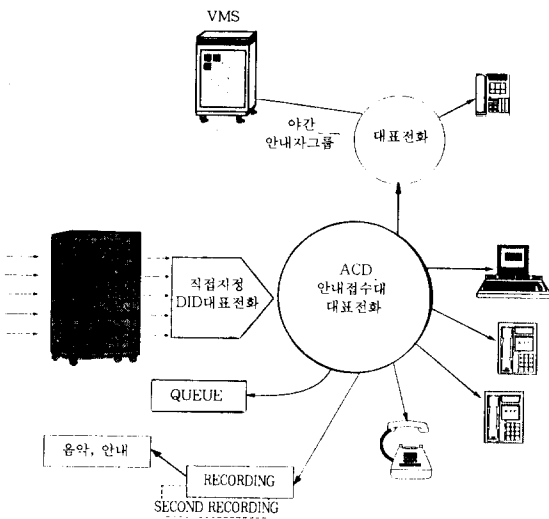 VMS
야간
안내자그룹
대표전화
직접지정
DID대표전화
ACD
안내접수대
대표전화
QUEUE
음악, 안내
RECORDING
SECOND RECORDING